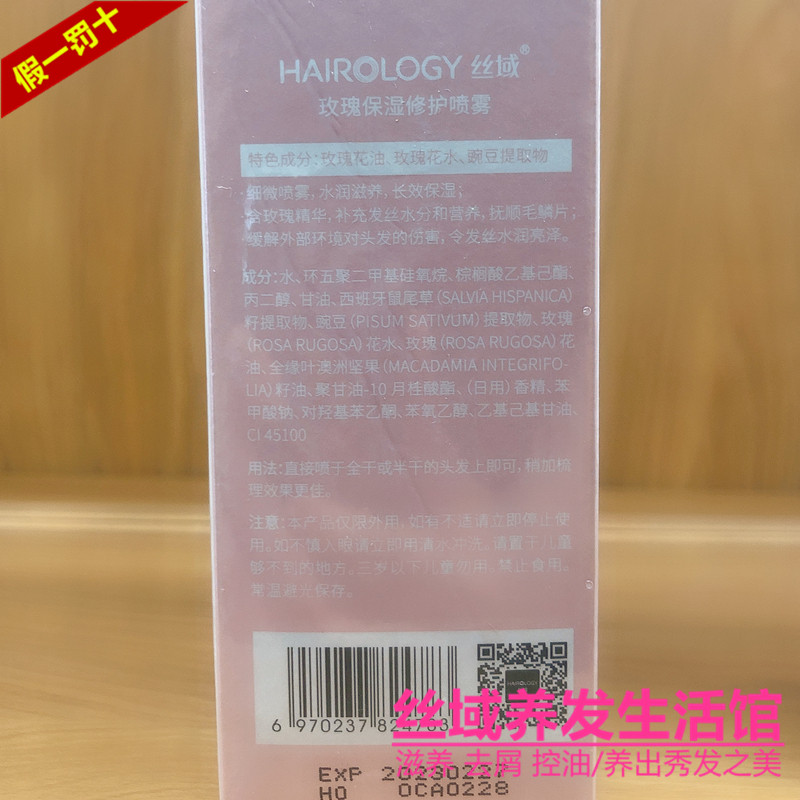 假一罚十
HAIROLOGY 丝域®
玫瑰保湿修护喷雾
特色成分：玫瑰花油、玫瑰花水、豌豆提取物
细微喷雾，水润滋养，长效保湿；
含玫瑰精华，补充发丝水分和营养，抚顺毛鳞片；
缓解外部环境对头发的伤害，令发丝水润亮泽。
成分：水、环五聚二甲基硅氧烷、棕榈酸乙基己酯、
丙二醇、甘油、西班牙鼠尾草(SALVIA HISPANICA)
籽提取物、豌豆(PISUM SATIVUM)提取物、玫瑰
(ROSA RUGOSA)花水、玫瑰(ROSA RUGOSA)花
油、全缘叶澳洲坚果(MACADAMIA INTEGRIFO-
LIA)籽油、聚甘油-10 月桂酸酯、(日用)香精、苯
甲酸钠、对羟基苯乙酮、苯氧乙醇、乙基己基甘油、
CI 45100
用法：直接喷于全干或半干的头发上即可，稍加梳
理效果更佳。
注意：本产品仅限外用，如有不适请立即停止使
用。如不慎入眼请立即用清水冲洗。请置于儿童
够不到的地方。三岁以下儿童勿用，禁止食用。
常温避光保存。
HAIROLOGY
6 970237 824763
丝域养发生活馆
滋养 去屑 控油/养出秀发之美
EXP 20230227
HO OCA0228